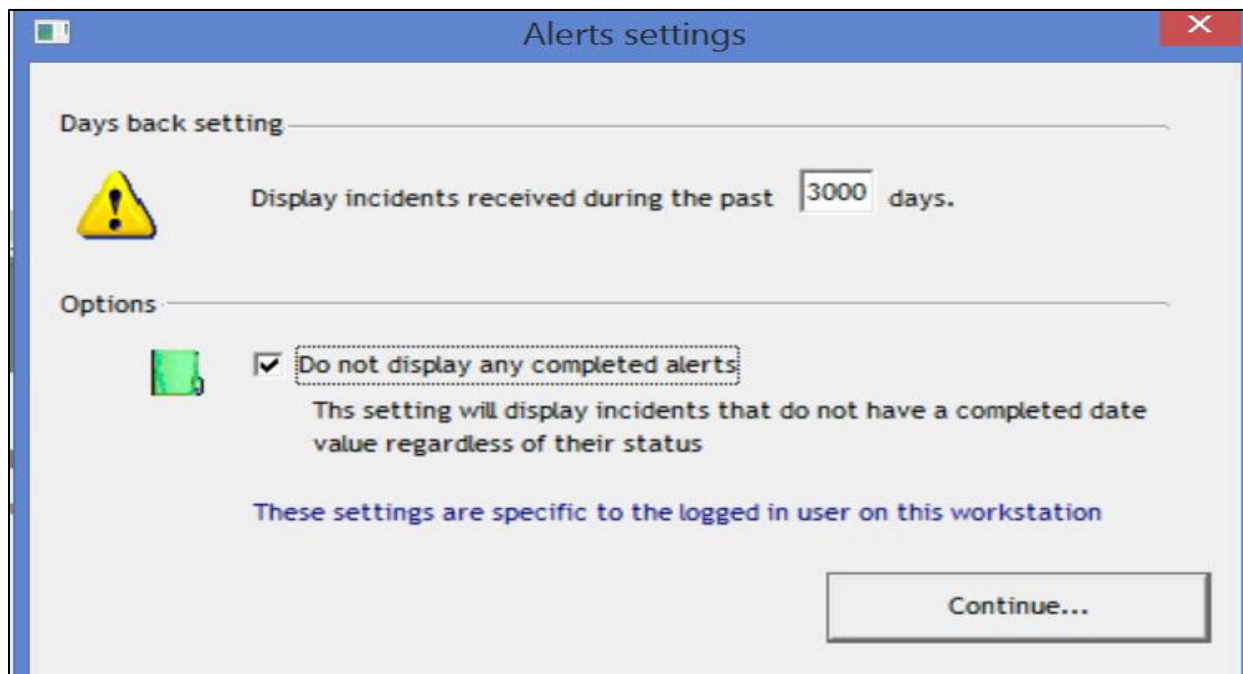 Alerts settings
Days back setting
Display incidents received during the past 3000 days.
Options
Do not display any completed alerts
Ths setting will display incidents that do not have a completed date
value regardless of their status
These settings are specific to the logged in user on this workstation
Continue...